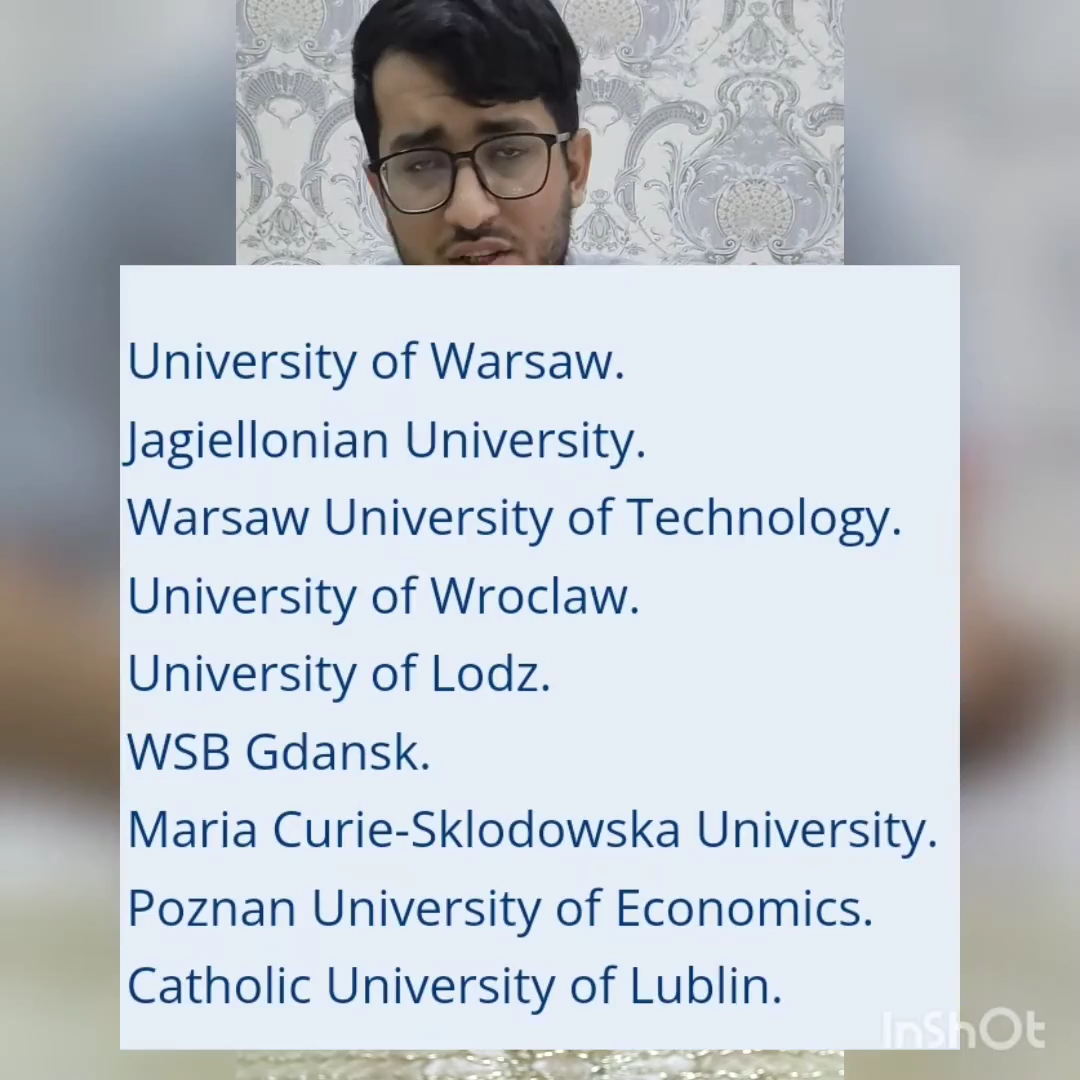 University of Warsaw.
Jagiellonian University.
Warsaw University of Technology.
University of Wroclaw.
University of Lodz.
WSB Gdansk.
Maria Curie-Sklodowska University.
Poznan University of Economics.
Catholic University of Lublin.
InShOt